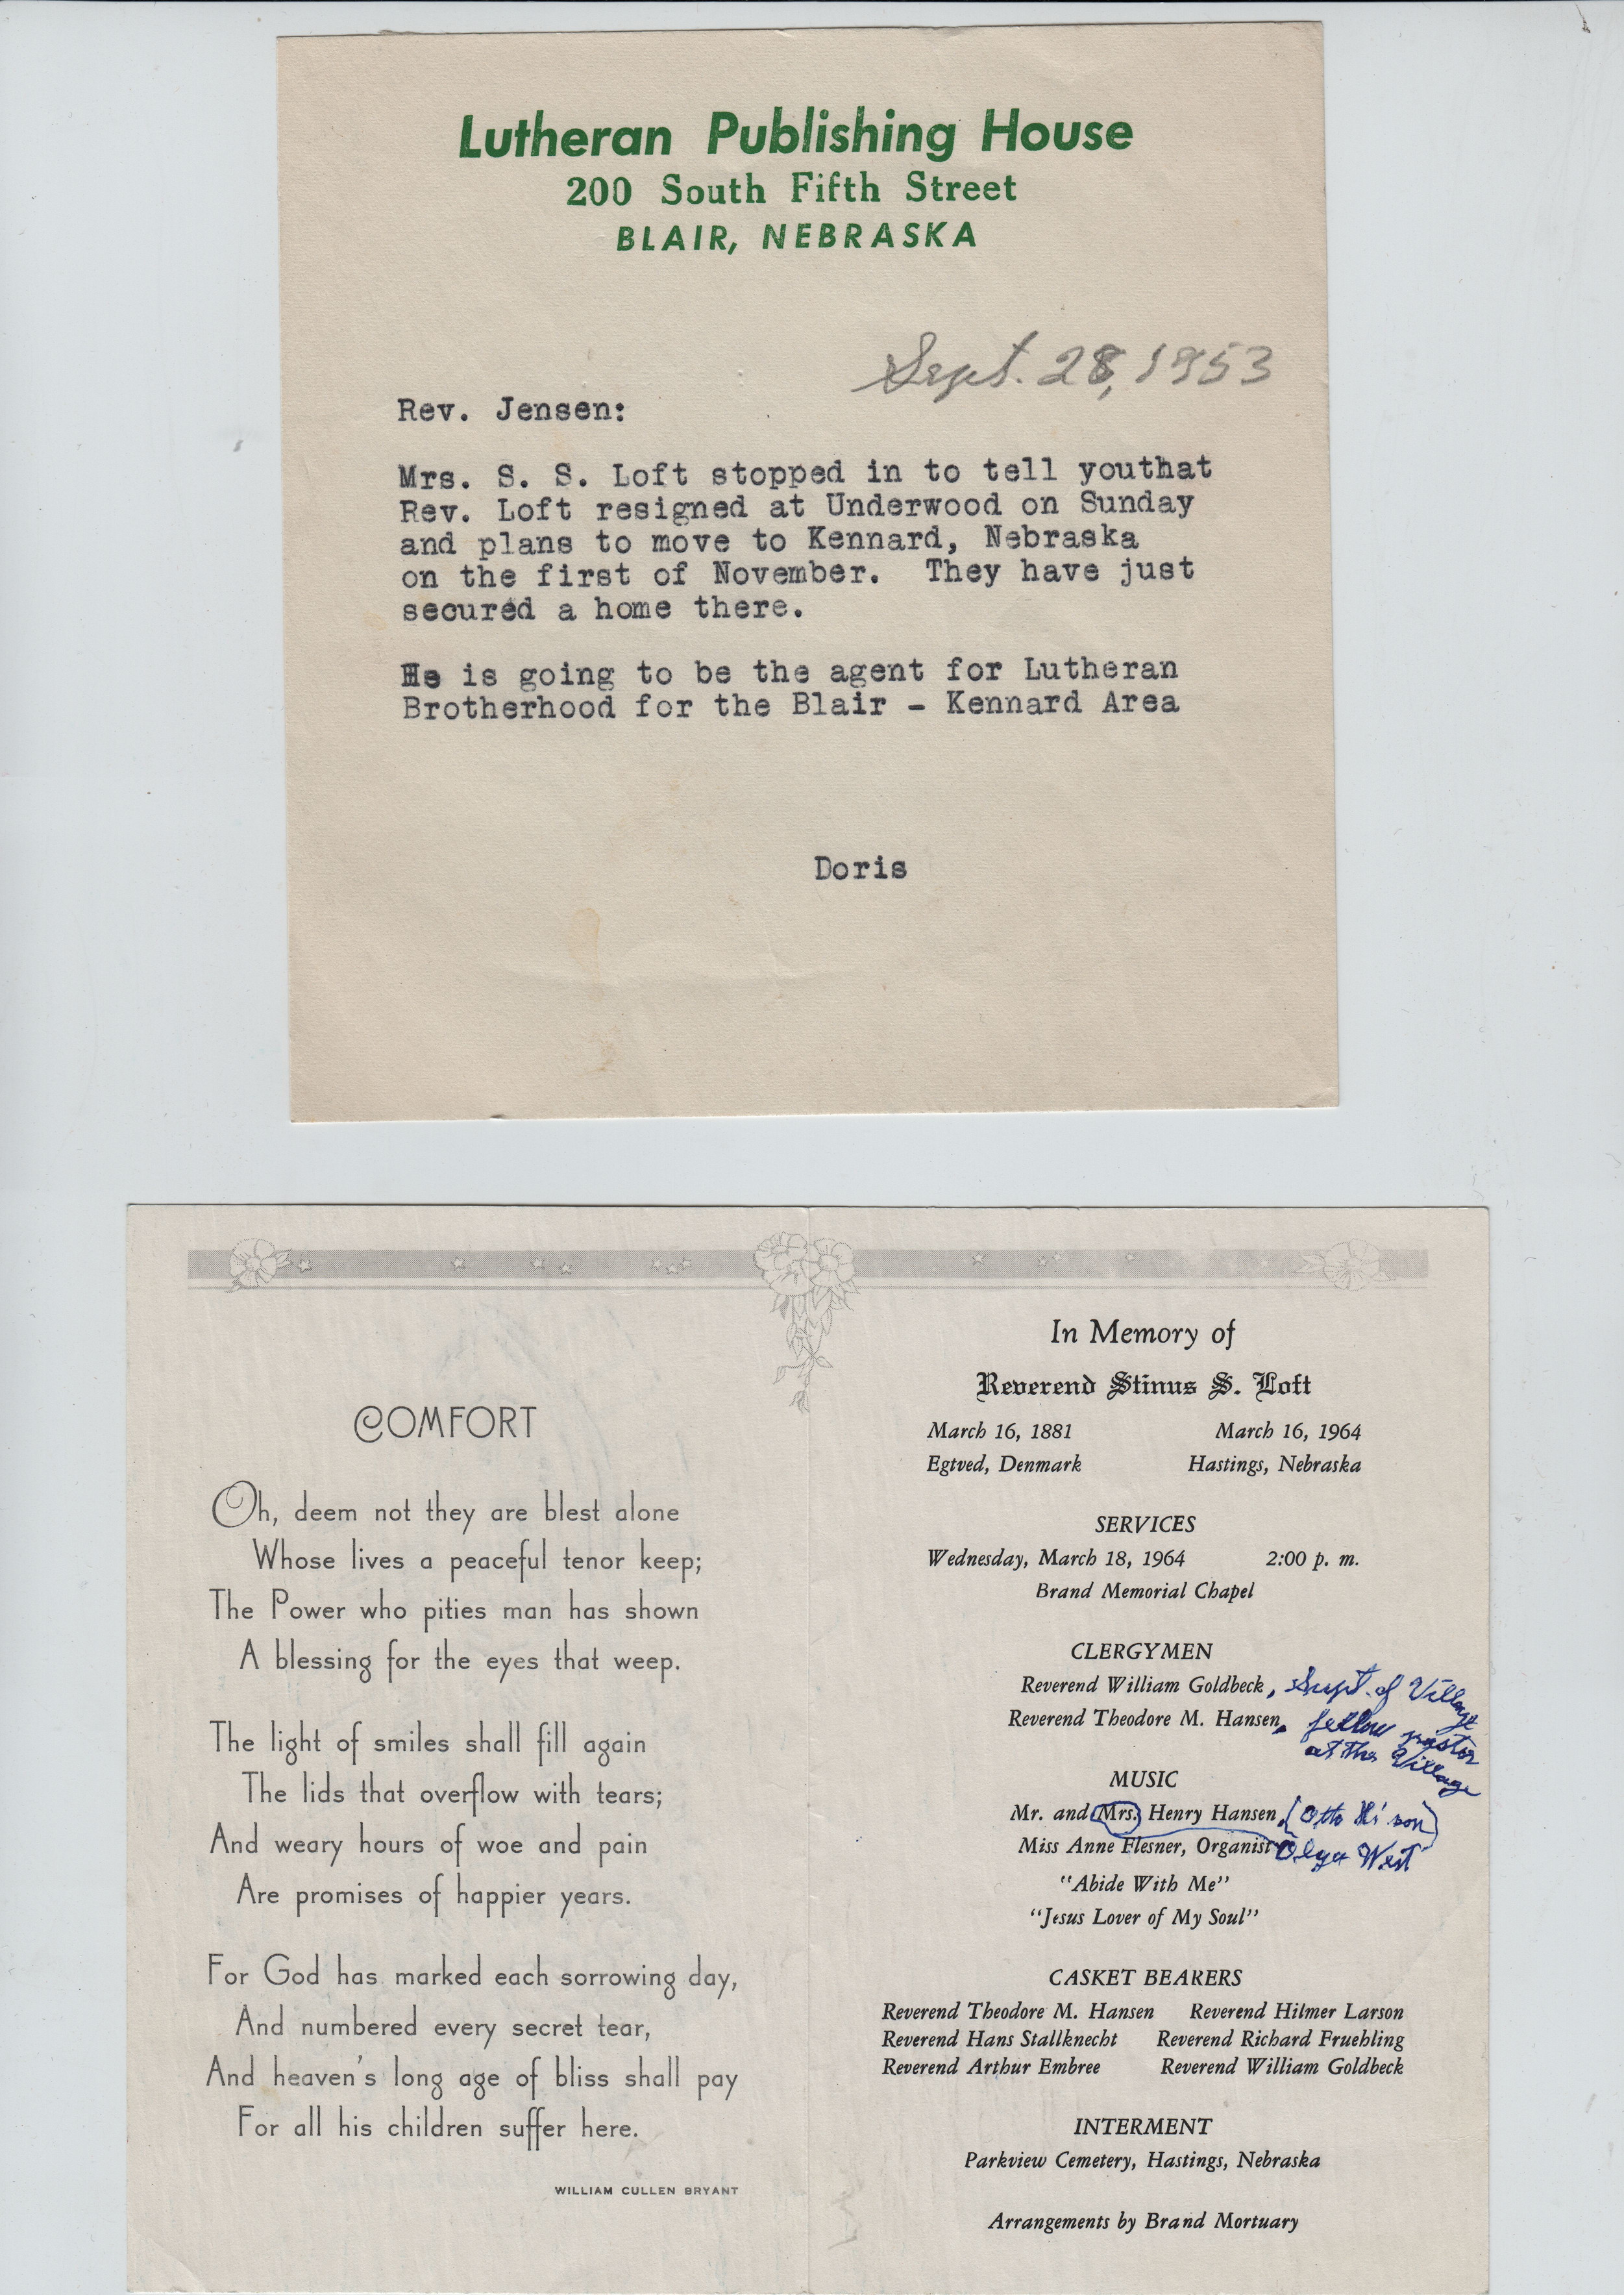 Lutheran Publishing House
200 South Fifth Street
BLAIR, NEBRASKA
Sept. 28, 1953
Rev. Jensen:
Mrs. S. S. Loft stopped in to tell youthat
Rev. Loft resigned at Underwood on Sunday
and plans to move to Kennard, Nebraska
on the first of November. They have just
secured a home there.
He is going to be the agent for Lutheran
Brotherhood for the Blair - Kennard Area
Doris
COMFORT
Oh, deem not they are blest alone
Whose lives a peaceful tenor keep;
The Power who pities man has shown
A blessing for the eyes that weep.
The light of smiles shall fill again
The lids that overflow with tears;
And weary hours of woe and pain
Are promises of happier years.
For God has marked each sorrowing day,
And numbered every secret tear,
And heaven's long age of bliss shall pay
For all his children suffer here.
WILLIAM CULLEN BRYANT
In Memory of
Reverend Stinus S. Loft
March 16, 1881 March 16, 1964
Egtved, Denmark Hastings, Nebraska
SERVICES
Wednesday, March 18, 1964 2:00 p. m.
Brand Memorial Chapel
CLERGYMEN
Reverend William Goldbeck, Supt. of Village
Reverend Theodore M. Hansen, fellow pastor
at the Village
MUSIC
Mr. and Mrs. Henry Hansen, (Otto Hi son)
Miss Anne Flesner, Organist Olga West
"Abide With Me"
"Jesus Lover of My Soul"
CASKET BEARERS
Reverend Theodore M. Hansen Reverend Hilmer Larson
Reverend Hans Stallknecht Reverend Richard Fruehling
Reverend Arthur Embree Reverend William Goldbeck
INTERMENT
Parkview Cemetery, Hastings, Nebraska
Arrangements by Brand Mortuary